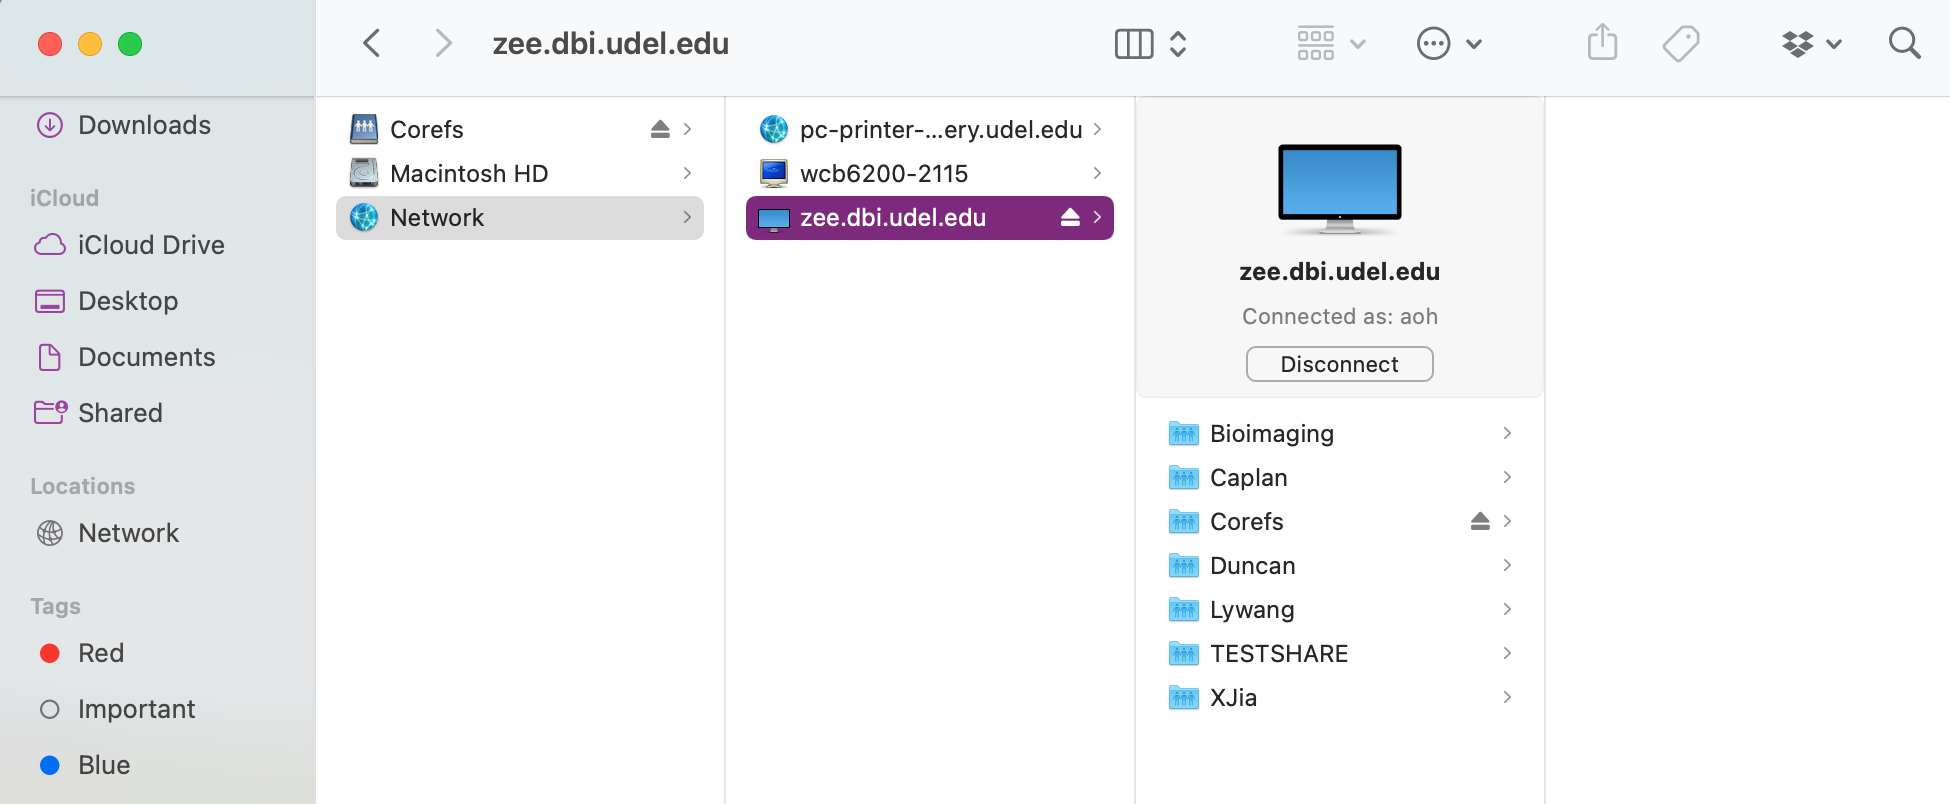 zee.dbi.udel.edu
Downloads
iCloud
iCloud Drive
Desktop
Documents
Shared
Locations
Network
Tags
Red
Important
Blue
Corefs
Macintosh HD
Network
pc-printer-...ery.udel.edu
wcb6200-2115
zee.dbi.udel.edu
zee.dbi.udel.edu
Connected as: aoh
Disconnect
Bioimaging
Caplan
Corefs
Duncan
Lywang
TESTSHARE
XJia